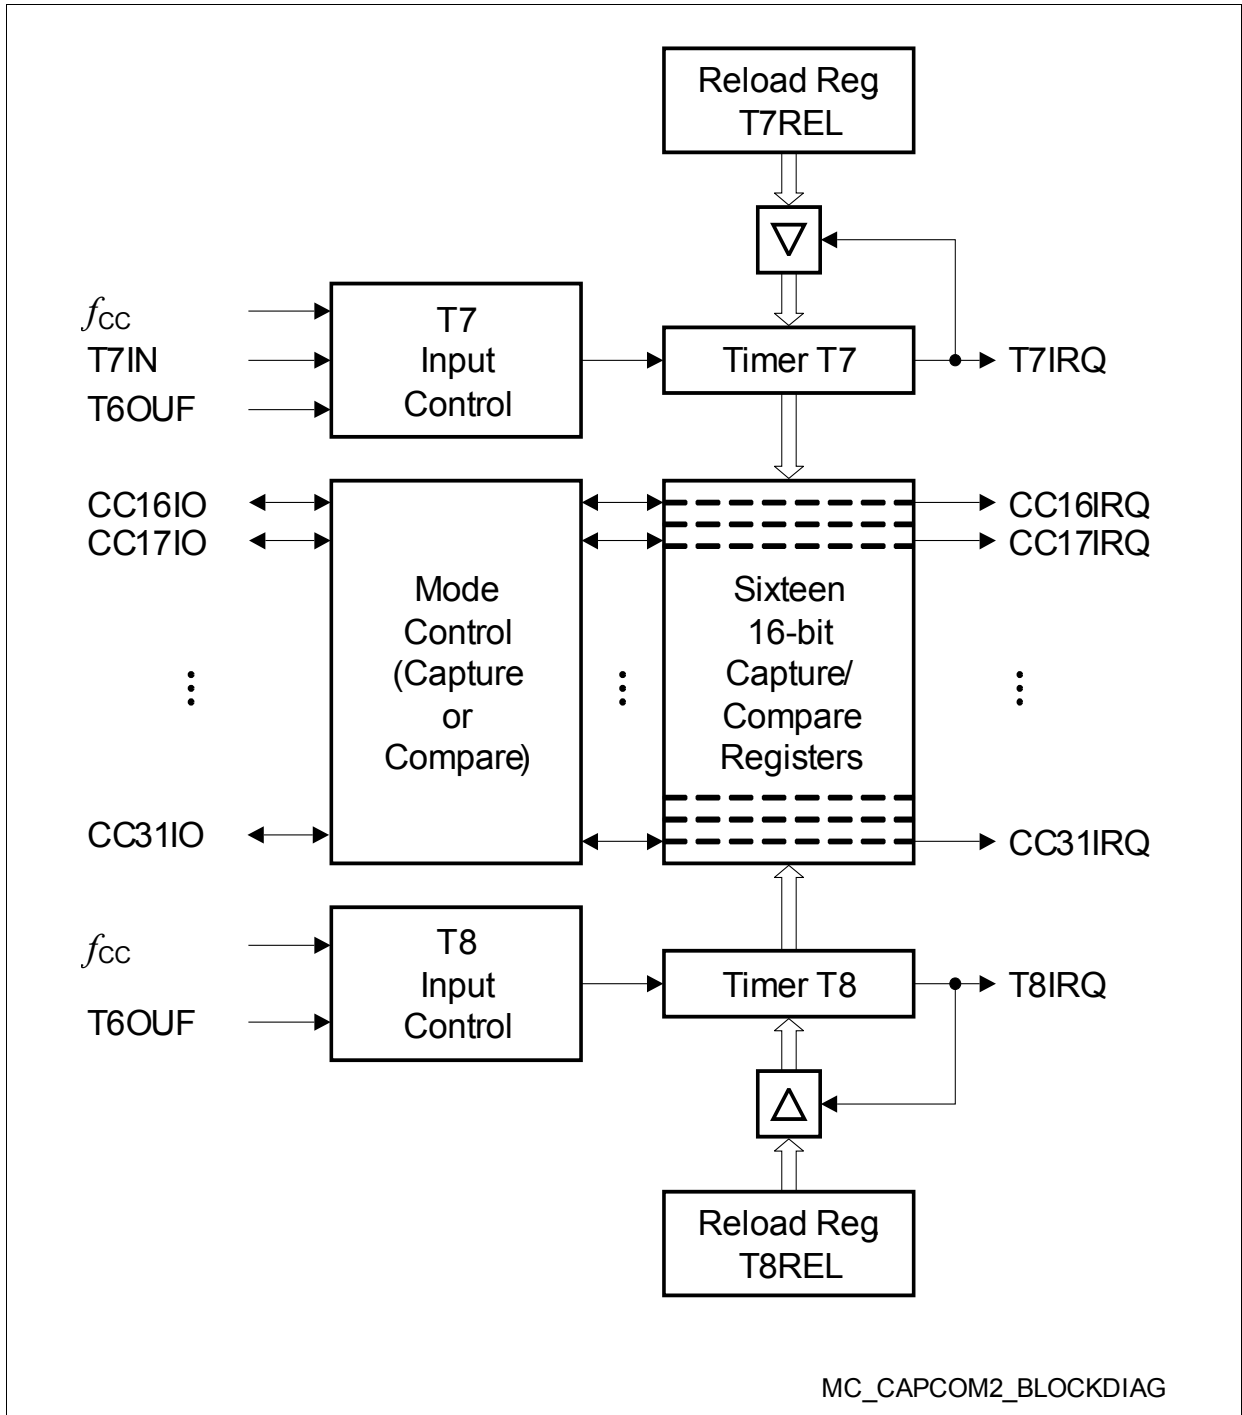 Reload Reg
T7REL
fCC
T7IN
T6OUF
T7
Input
Control
Timer T7
T7IRQ
CC16IO
CC17IO
CC31IO
Mode
Control
(Capture
or
Compare)
Sixteen
16-bit
Capture/
Compare
Registers
CC16IRQ
CC17IRQ
CC31IRQ
fCC
T6OUF
T8
Input
Control
Timer T8
T8IRQ
Reload Reg
T8REL
MC_CAPCOM2_BLOCKDIAG